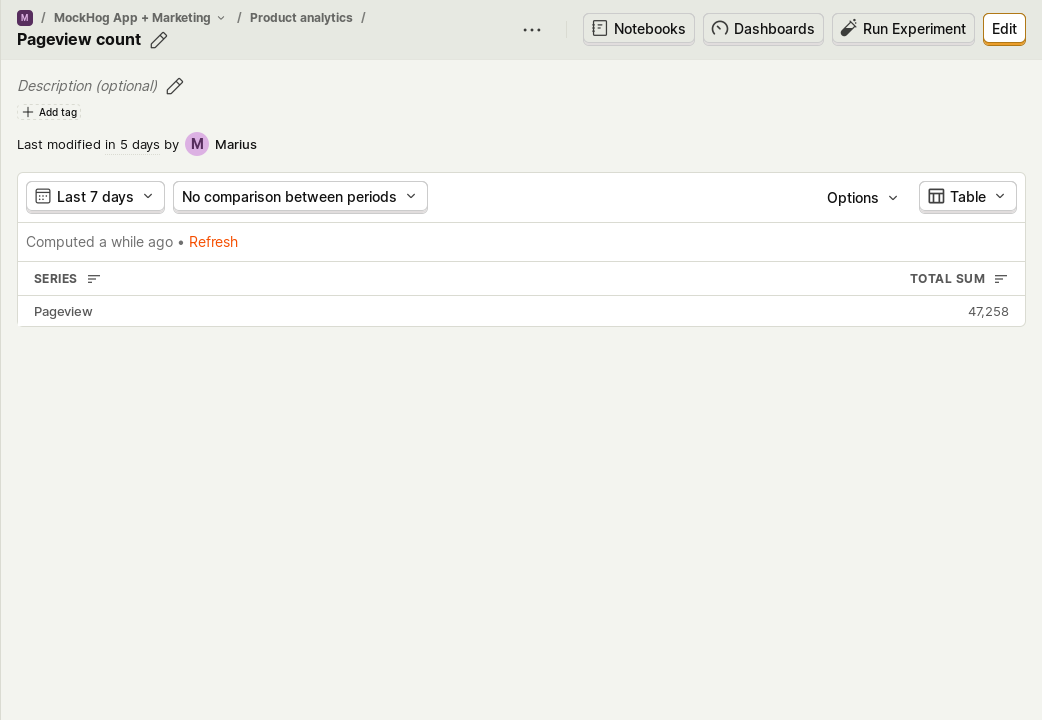 M / MockHog App + Marketing / Product analytics /
Pageview count
Notebooks
Dashboards
Run Experiment
Edit
Description (optional)
Add tag
Last modified in 5 days by M Marius
Last 7 days
No comparison between periods
Options
Table
Computed a while ago • Refresh
SERIES
TOTAL SUM
Pageview
47,258